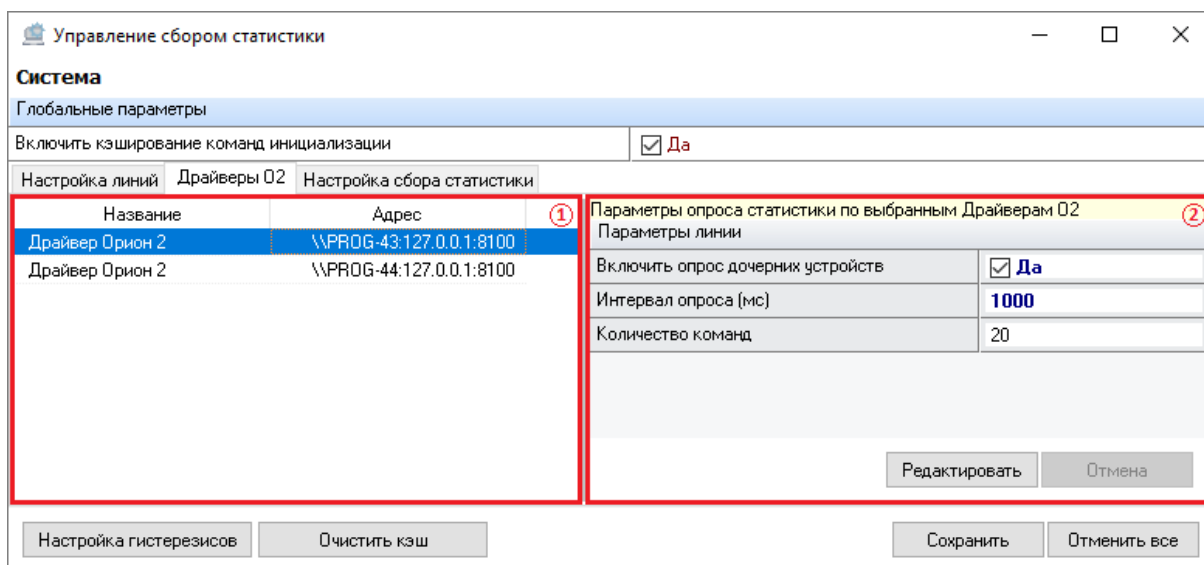 Управление сбором статистики
Система
Глобальные параметры
Включить кэширование команд инициализации Да
Настройка линий Драйверы О2 Настройка сбора статистики
Название Адрес ①
Драйвер Орион 2 \\PROG-43:127.0.0.1:8100
Драйвер Орион 2 \\PROG-44:127.0.0.1:8100
Параметры опроса статистики по выбранным Драйверам О2 ②
Параметры линии
Включить опрос дочерних устройств Да
Интервал опроса (мс) 1000
Количество команд 20
Редактировать Отмена
Настройка гистерезисов Очистить кэш Сохранить Отменить все